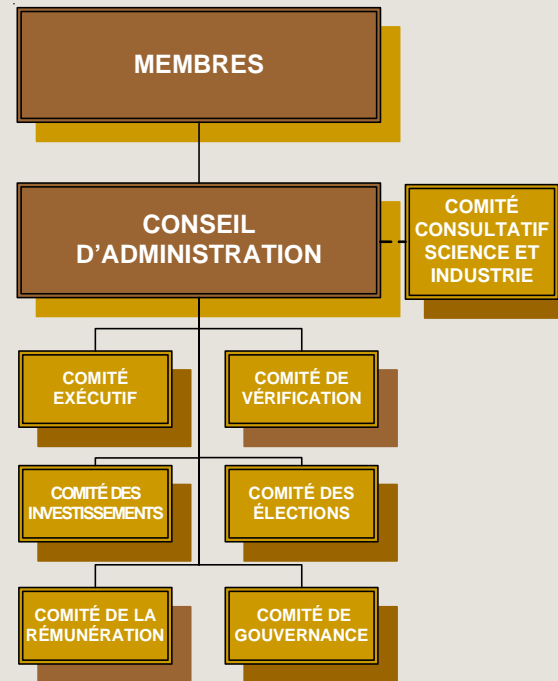 MEMBRES
CONSEIL
D'ADMINISTRATION
COMITÉ
CONSULTATIF
SCIENCE ET
INDUSTRIE
COMITÉ
EXÉCUTIF
COMITÉ DE
VÉRIFICATION
COMITÉ DES
INVESTISSEMENTS
COMITÉ DES
ÉLECTIONS
COMITÉ DE LA
RÉMUNÉRATION
COMITÉ DE
GOUVERNANCE